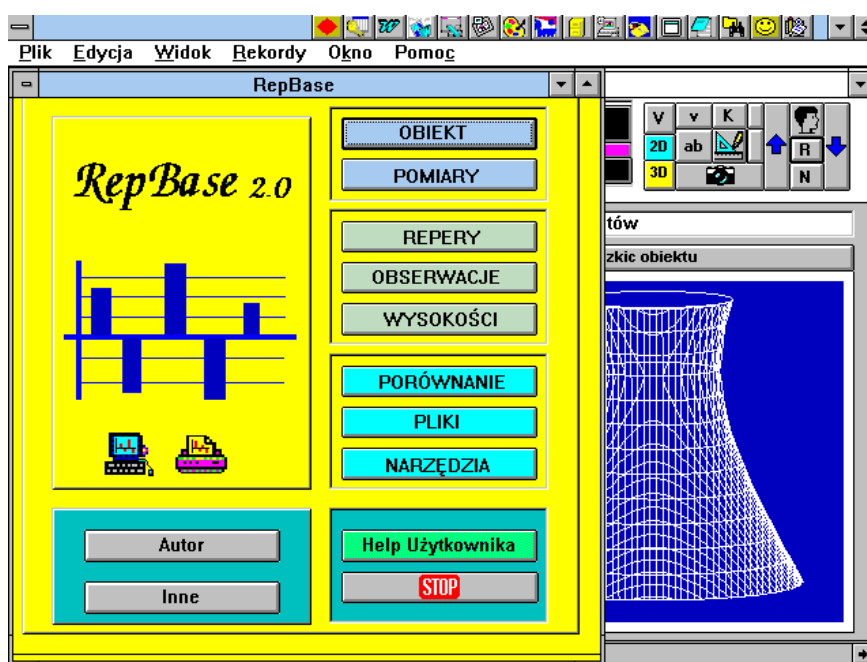 Plik Edycja Widok Rekordy Okno Pomoc
RepBase
RepBase 2.0
OBIEKT
POMIARY
REPERY
OBSERWACJE
WYSOKOŚCI
PORÓWNANIE
PLIKI
NARZĘDZIA
Autor
Inne
Help Użytkownika
STOP
V v K
2D ab R
3D N
tów
zkic obiektu